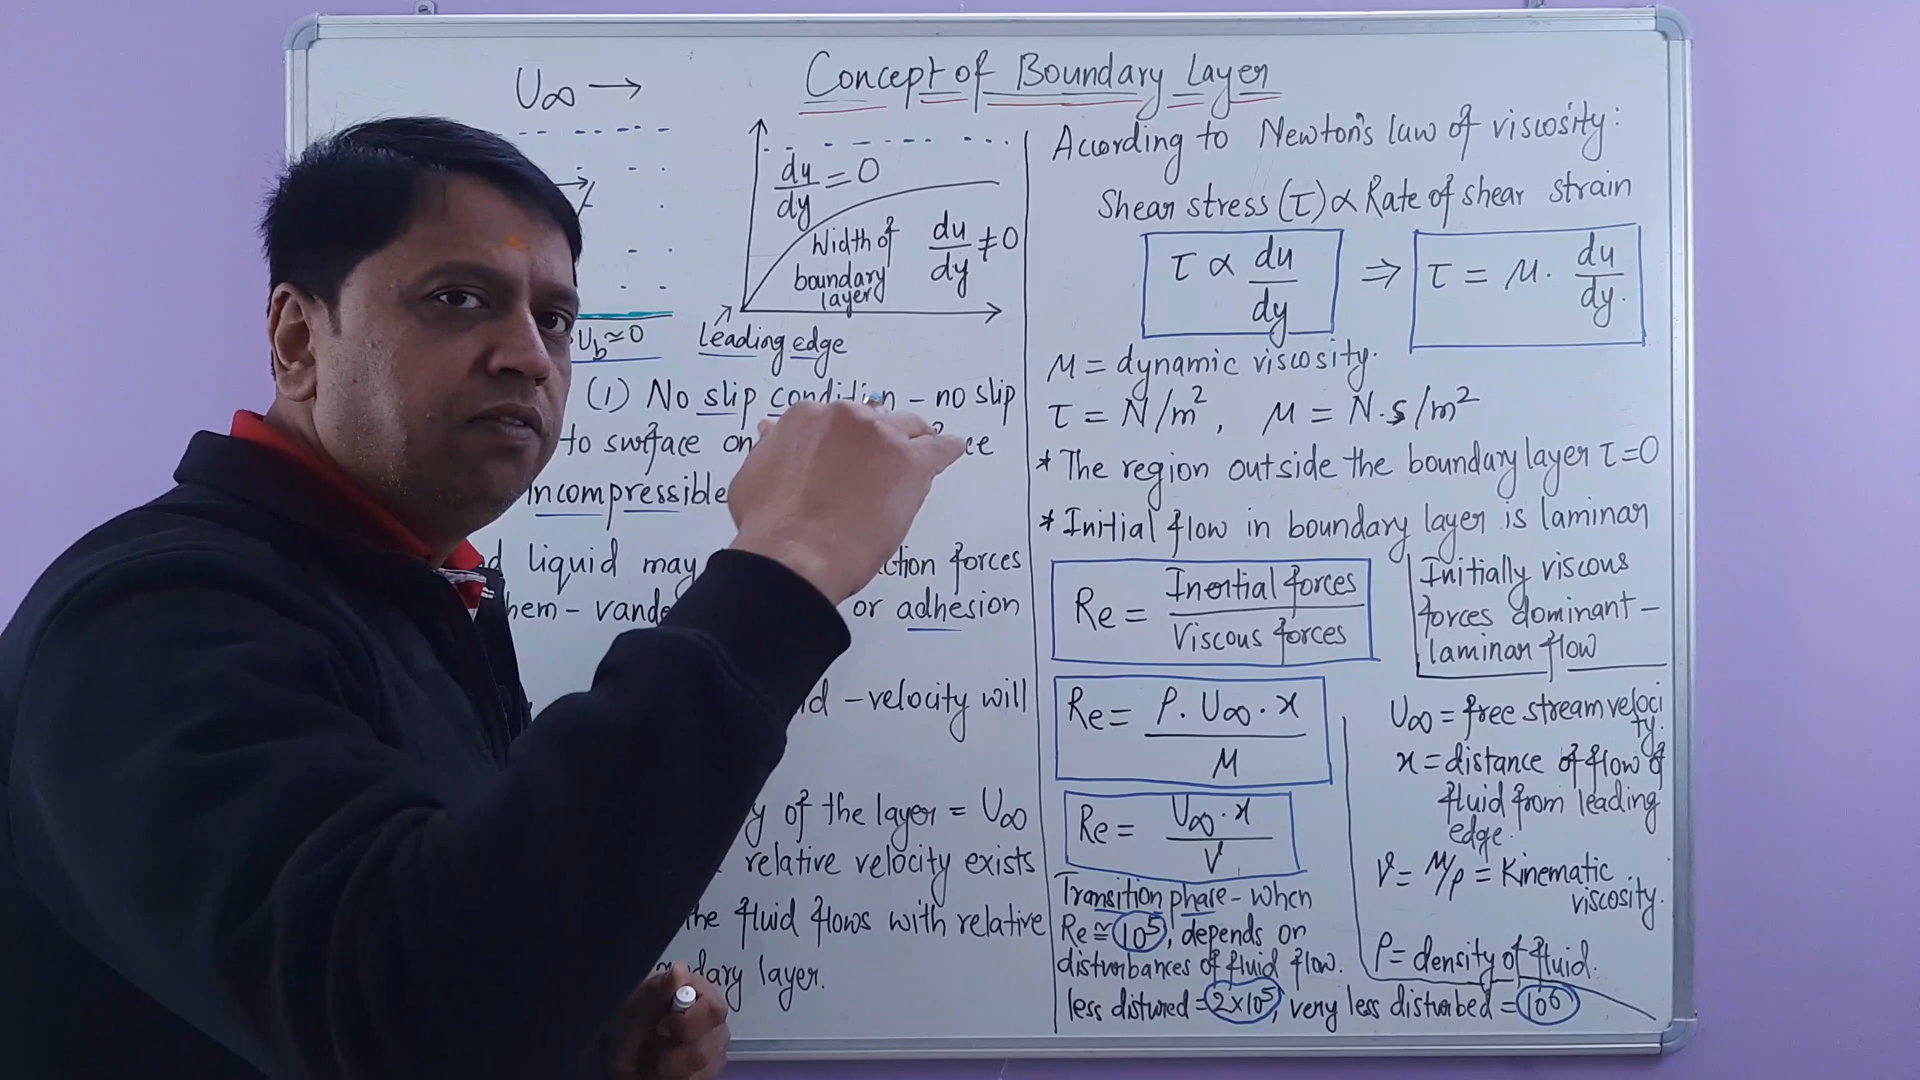 Concept of Boundary Layer
U∞ →
du/dy = 0
Width of
boundary
layer
du/dy ≠ 0
Leading edge
Ub ≃ 0
(1) No slip condition – no slip
to surface on
incompressible
liquid may
ction forces
or adhesion
– velocity will
of the layer = U∞
relative velocity exists
the fluid flows with relative
layer.
According to Newton's law of viscosity:
Shear stress (τ) ∝ Rate of shear strain
τ ∝ du/dy ⇒ τ = μ. du/dy.
μ = dynamic viscosity.
τ = N/m², μ = N.s/m²
* The region outside the boundary layer τ=0
* Initial flow in boundary layer is laminar
Re = Inertial forces/Viscous forces
Initially viscous
forces dominant –
laminar flow
Re = ρ. U∞. x/μ
Re = U∞. x/ν
U∞ = free stream veloci
ty.
x = distance of flow of
fluid from leading
edge.
ν = μ/ρ = Kinematic
viscosity.
ρ = density of fluid.
Transition phase – when
Re ≅ 10⁵, depends on
disturbances of fluid flow.
less distured = 2×10⁵, very less disturbed = 10⁶